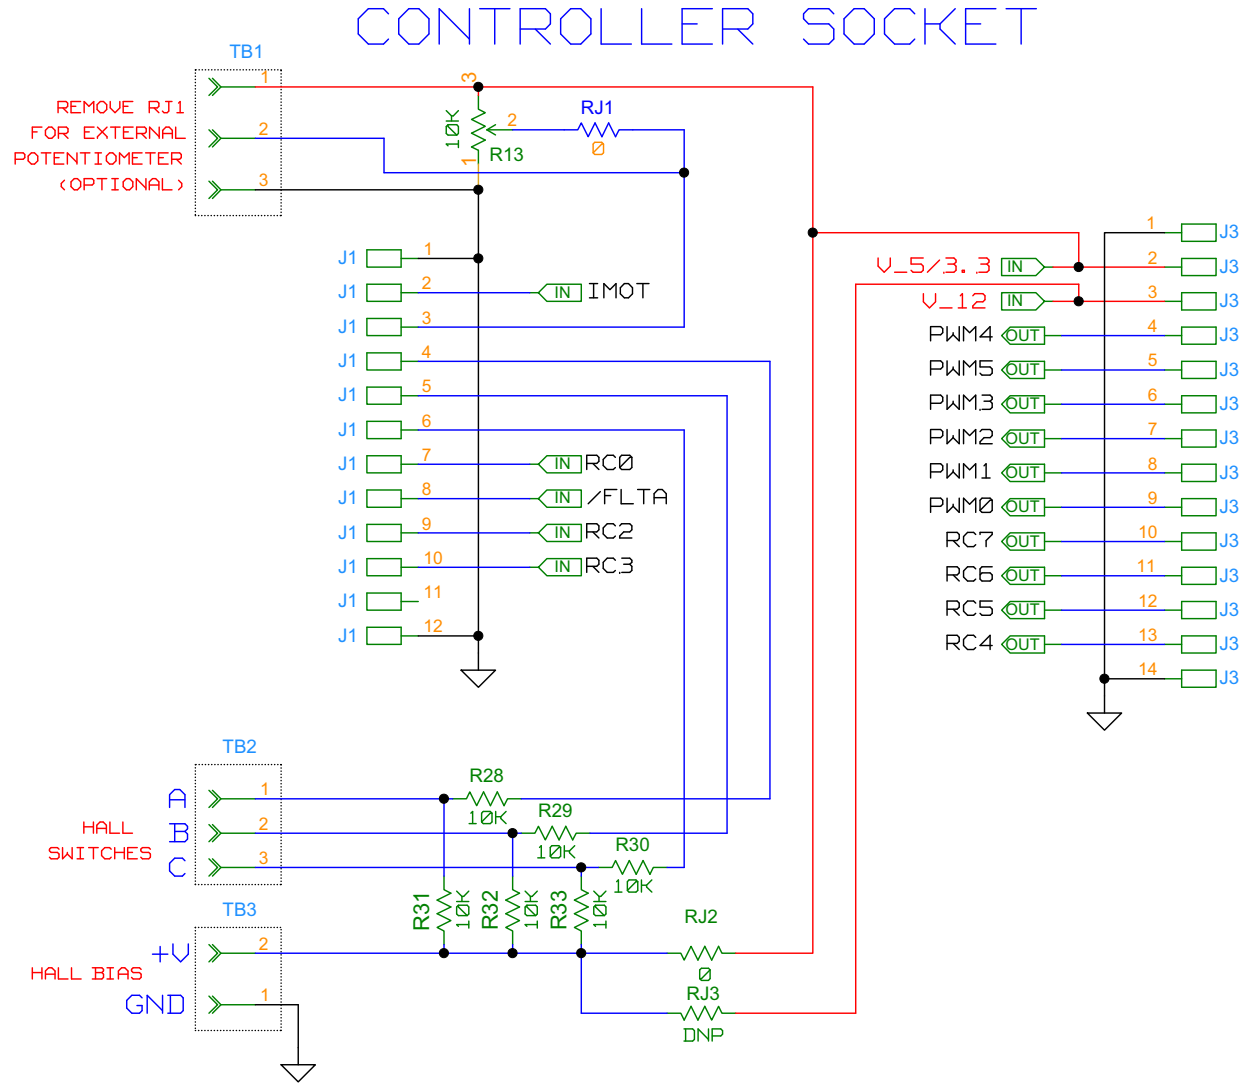 CONTROLLER SOCKET
TB1
1
REMOVE RJ1
FOR EXTERNAL
POTENTIOMETER
(OPTIONAL)
2
3
3
10K
2
1
R13
RJ1
0
J1 1
J1 2 IN IMOT
J1 3
J1 4
J1 5
J1 6
J1 7 IN RC0
J1 8 IN /FLTA
J1 9 IN RC2
J1 10 IN RC3
J1 11
J1 12
1 J3
V_5/3.3 IN 2 J3
V_12 IN 3 J3
PWM4 OUT 4 J3
PWM5 OUT 5 J3
PWM3 OUT 6 J3
PWM2 OUT 7 J3
PWM1 OUT 8 J3
PWM0 OUT 9 J3
RC7 OUT 10 J3
RC6 OUT 11 J3
RC5 OUT 12 J3
RC4 OUT 13 J3
14 J3
TB2
HALL
SWITCHES
A 1
B 2
C 3
R28
10K
R29
10K
R30
10K
R31 10K
R32 10K
R33 10K
TB3
HALL BIAS
+V 2
GND 1
RJ2
0
RJ3
DNP